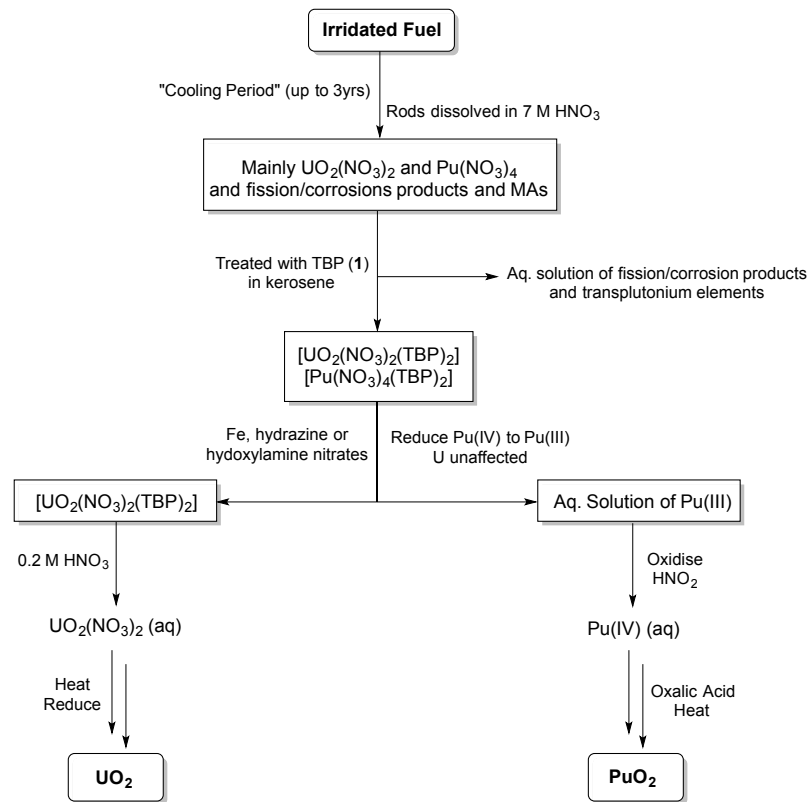 Irridated Fuel
"Cooling Period" (up to 3yrs)
Rods dissolved in 7 M HNO₃
Mainly UO₂(NO₃)₂ and Pu(NO₃)₄
and fission/corrosions products and MAs
Treated with TBP (1)
in kerosene
Aq. solution of fission/corrosion products
and transplutonium elements
[UO₂(NO₃)₂(TBP)₂]
[Pu(NO₃)₄(TBP)₂]
Fe, hydrazine or
hydoxylamine nitrates
Reduce Pu(IV) to Pu(III)
U unaffected
[UO₂(NO₃)₂(TBP)₂]
Aq. Solution of Pu(III)
0.2 M HNO₃
Oxidise
HNO₂
UO₂(NO₃)₂ (aq)
Pu(IV) (aq)
Heat
Reduce
Oxalic Acid
Heat
UO₂
PuO₂